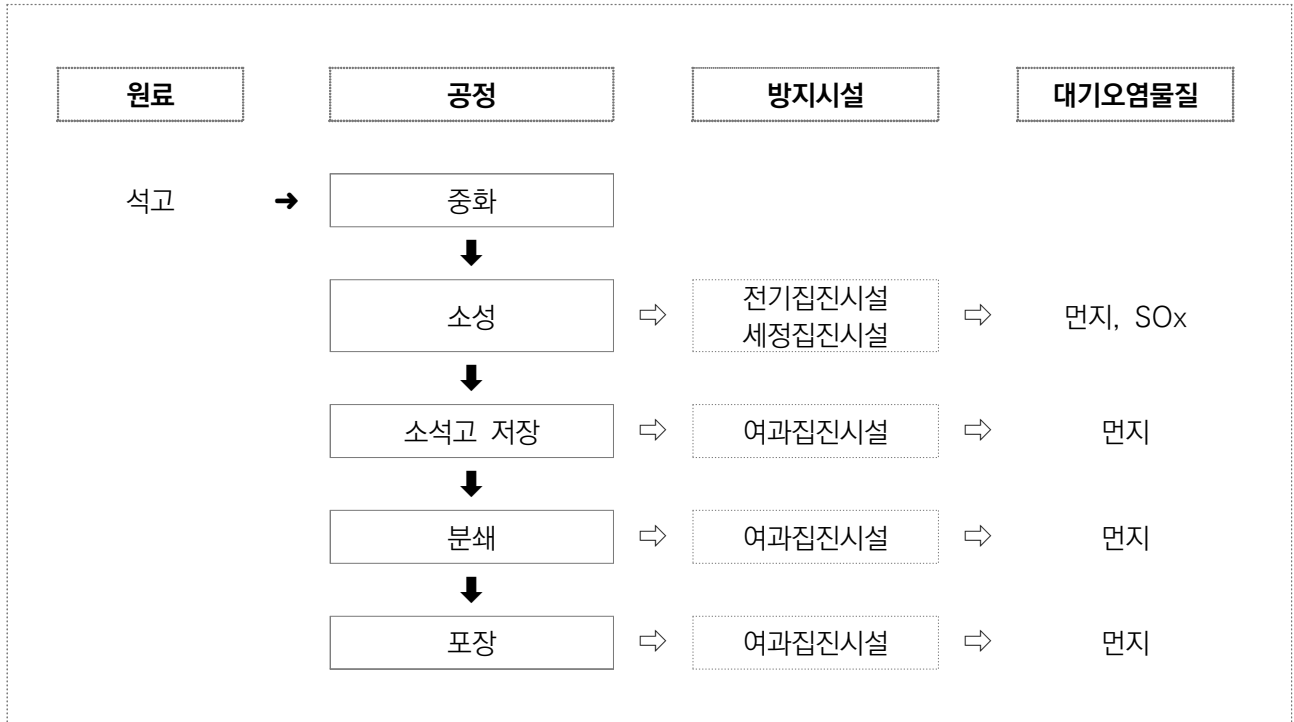 원료 공정 방지시설 대기오염물질
석고 ➜ 중화
⬇
소성 ⇨ 전기집진시설 세정집진시설 ⇨ 먼지, SOx
⬇
소석고 저장 ⇨ 여과집진시설 ⇨ 먼지
⬇
분쇄 ⇨ 여과집진시설 ⇨ 먼지
⬇
포장 ⇨ 여과집진시설 ⇨ 먼지